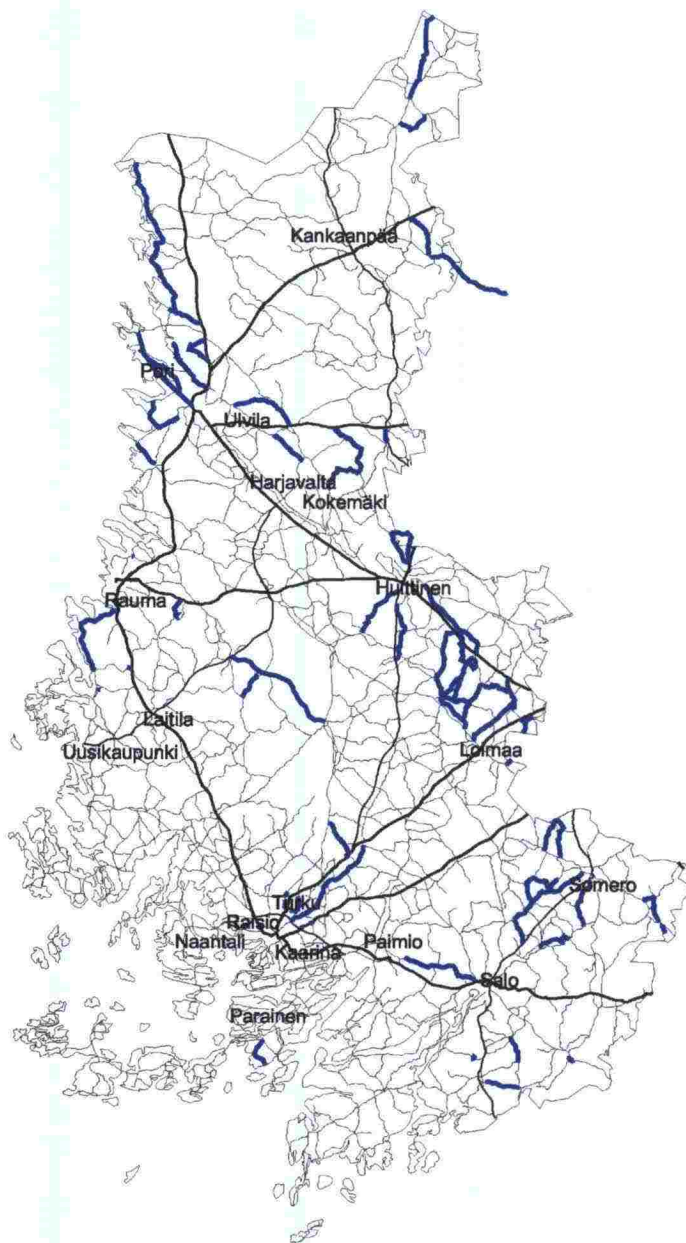 Kankaanpää
Pori
Ulvila
Harjavalta
Kokemäki
Huittinen
Rauma
Laitila
Uusikaupunki
Loimaa
Somero
Turku
Raisio
Naantali
Kaarina
Paimio
Salo
Parainen